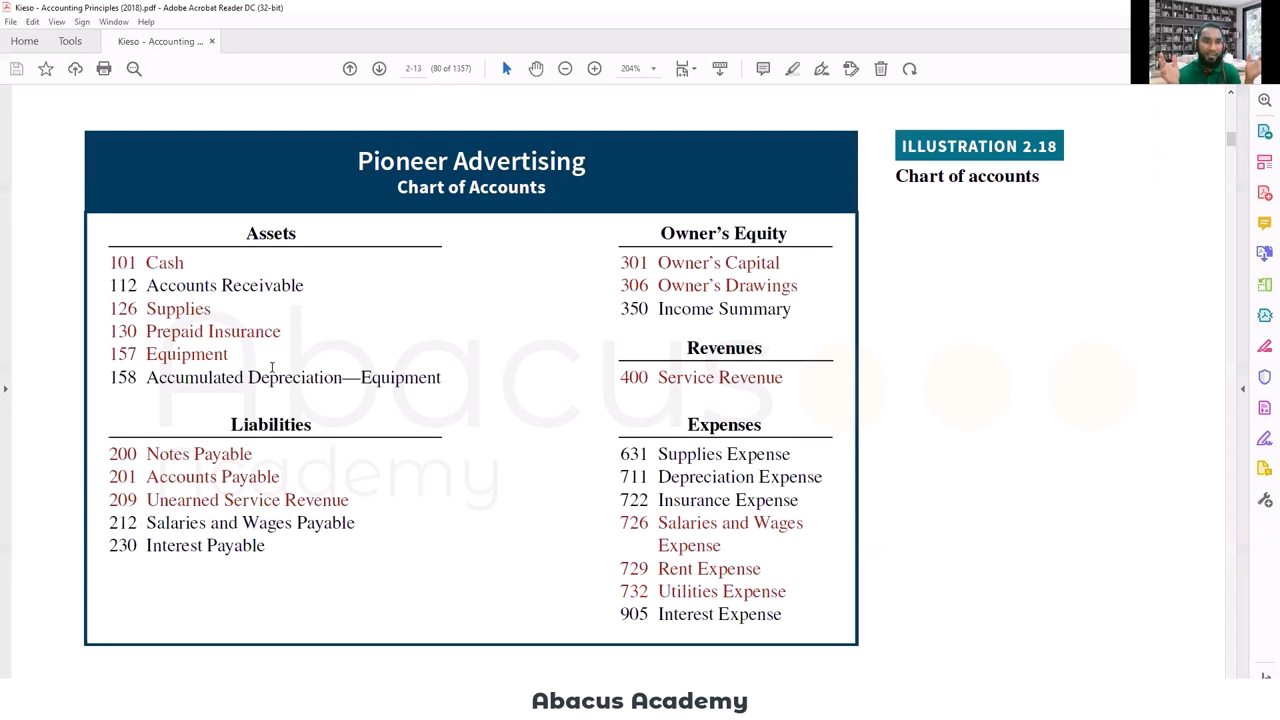 Kieso - Accounting Principles (2018).pdf - Adobe Acrobat Reader DC (32-bit)
File Edit View Sign Window Help
Home Tools Kieso - Accounting ... ×
2-13 (80 of 1357) 204%
Pioneer Advertising
Chart of Accounts
ILLUSTRATION 2.18
Chart of accounts
Assets
101 Cash
112 Accounts Receivable
126 Supplies
130 Prepaid Insurance
157 Equipment
158 Accumulated Depreciation—Equipment
Liabilities
200 Notes Payable
201 Accounts Payable
209 Unearned Service Revenue
212 Salaries and Wages Payable
230 Interest Payable
Owner's Equity
301 Owner's Capital
306 Owner's Drawings
350 Income Summary
Revenues
400 Service Revenue
Expenses
631 Supplies Expense
711 Depreciation Expense
722 Insurance Expense
726 Salaries and Wages
Expense
729 Rent Expense
732 Utilities Expense
905 Interest Expense
Abacus
Academy
Abacus Academy